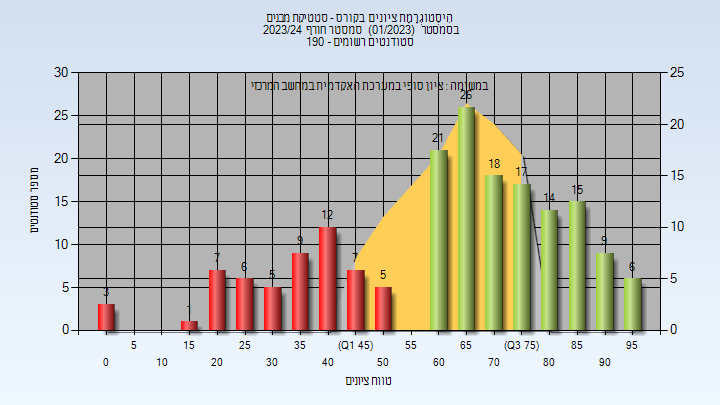 היסטוגרמת ציונים בקורס - סטטיקת מבנים
בסמסטר (01/2023) סמסטר חורף 2023/24
סטודנטים רשומים - 190
במשימה : ציון סופי במערכת האקדמית במחשב המרכזי
מספר סטודנטים
30 25 20 15 10 5 0
25 20 15 10 5 0
3 1 7 6 5 9 12 7 5 21 26 18 17 14 15 9 6
5 15 25 35 (Q1 45) 55 65 (Q3 75) 85 95
0 10 20 30 40 50 60 70 80 90
טווח ציונים